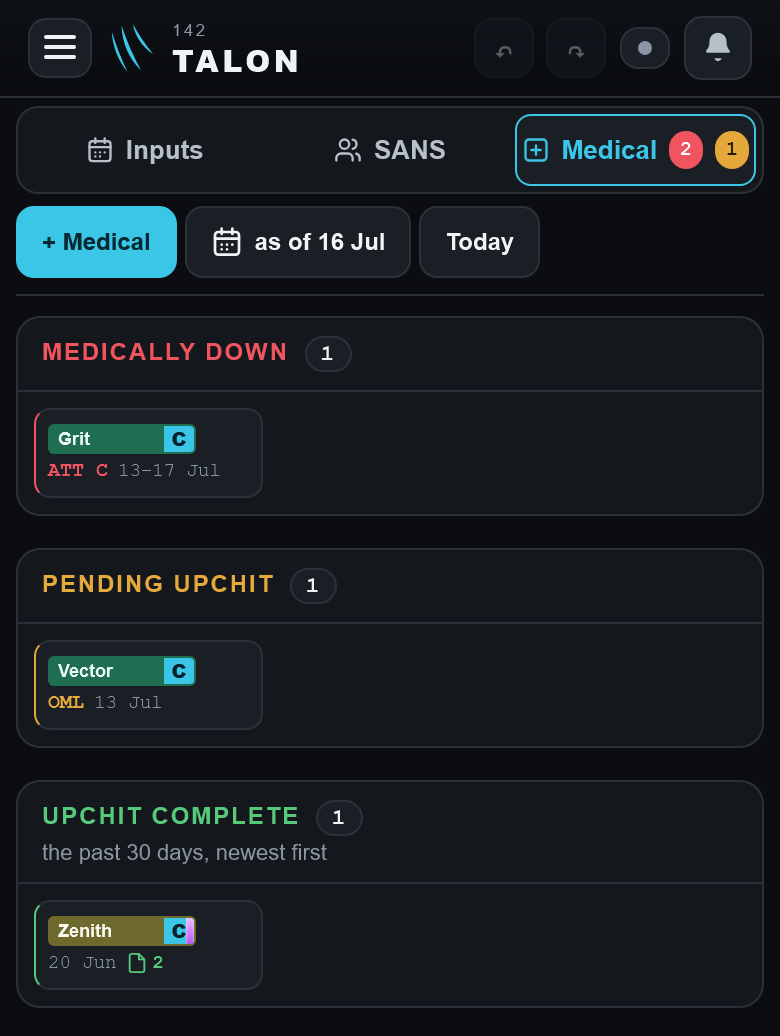 142
TALON
Inputs
SANS
Medical 2 1
+ Medical
as of 16 Jul
Today
MEDICALLY DOWN 1
Grit C
ATT C 13–17 Jul
PENDING UPCHIT 1
Vector C
OML 13 Jul
UPCHIT COMPLETE 1
the past 30 days, newest first
Zenith C
20 Jun 2